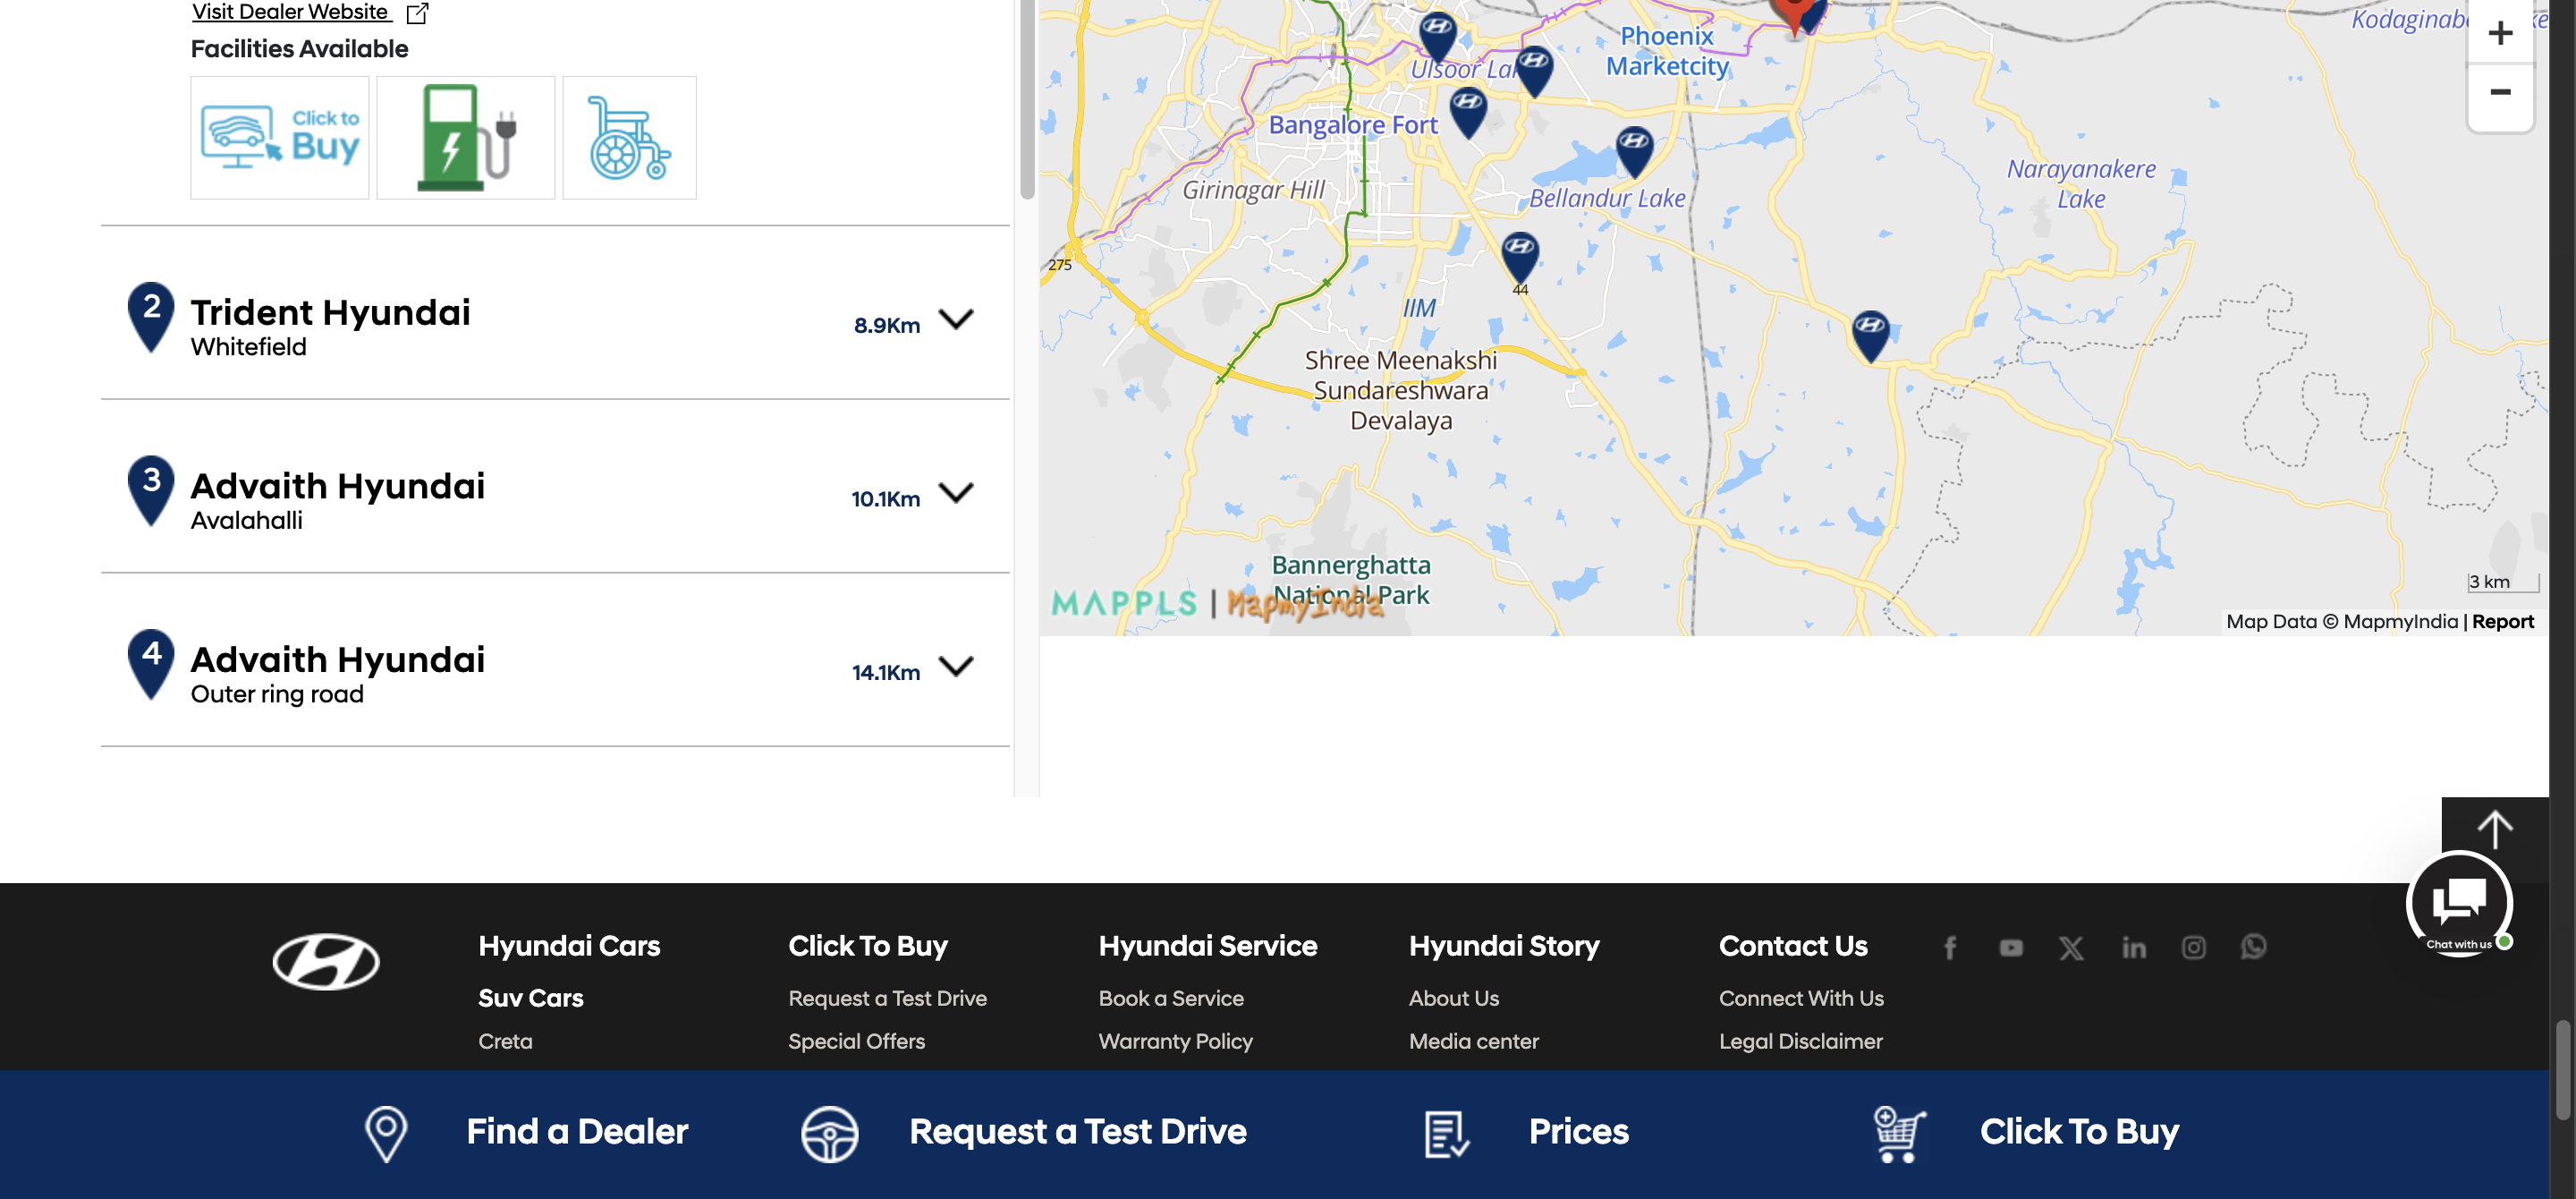 Visit Dealer Website
Facilities Available
Click to
Buy
2
Trident Hyundai
Whitefield
8.9Km
3
Advaith Hyundai
Avalahalli
10.1Km
4
Advaith Hyundai
Outer ring road
14.1Km
Phoenix
Marketcity
Bangalore Fort
Girinagar Hill
Bellandur Lake
Narayanakere
Lake
275
44
IIM
Shree Meenakshi
Sundareshwara
Devalaya
Bannerghatta
National Park
MAPPLS | MapmyIndia
+
−
3 km
Map Data © MapmyIndia | Report
Chat with us
Hyundai Cars
Suv Cars
Creta
Click To Buy
Request a Test Drive
Special Offers
Hyundai Service
Book a Service
Warranty Policy
Hyundai Story
About Us
Media center
Contact Us
Connect With Us
Legal Disclaimer
Find a Dealer
Request a Test Drive
Prices
Click To Buy